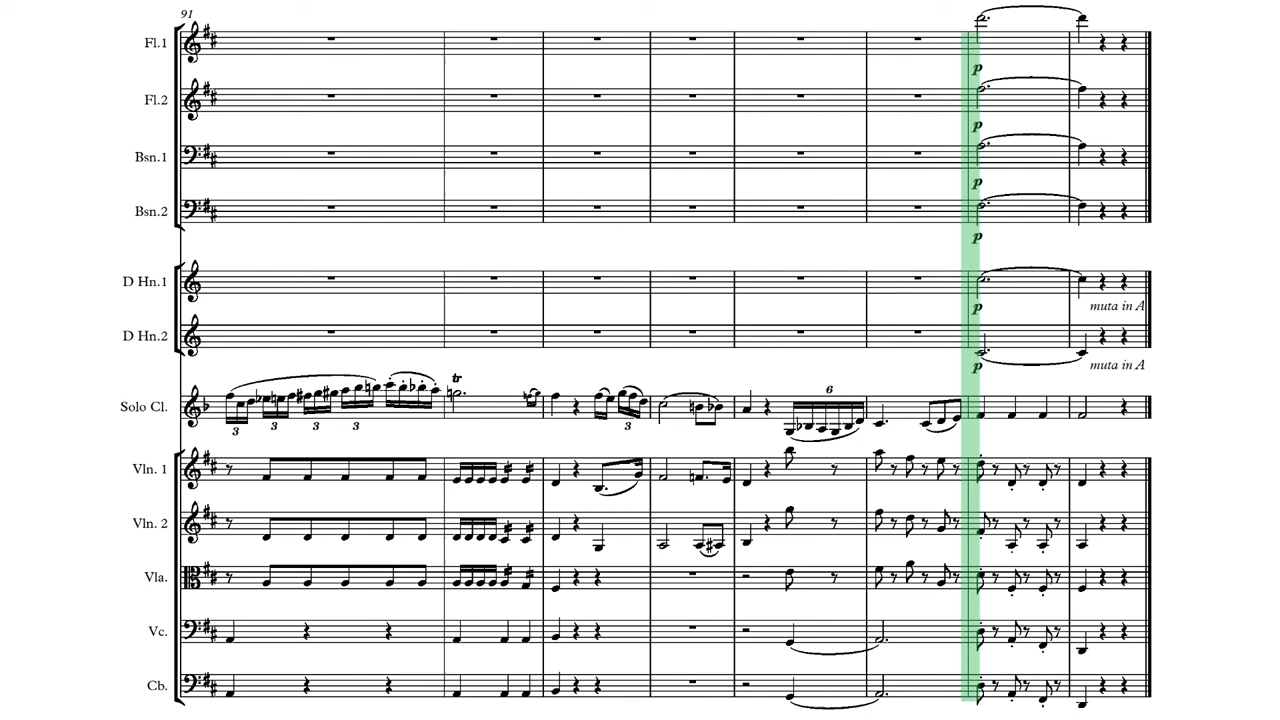 91
Fl.1
p
Fl.2
p
Bsn.1
p
Bsn.2
p
D Hn.1
p
muta in A
D Hn.2
p
muta in A
Solo Cl.
3
3
3
3
tr
3
6
Vln. 1
Vln. 2
Vla.
Vc.
Cb.